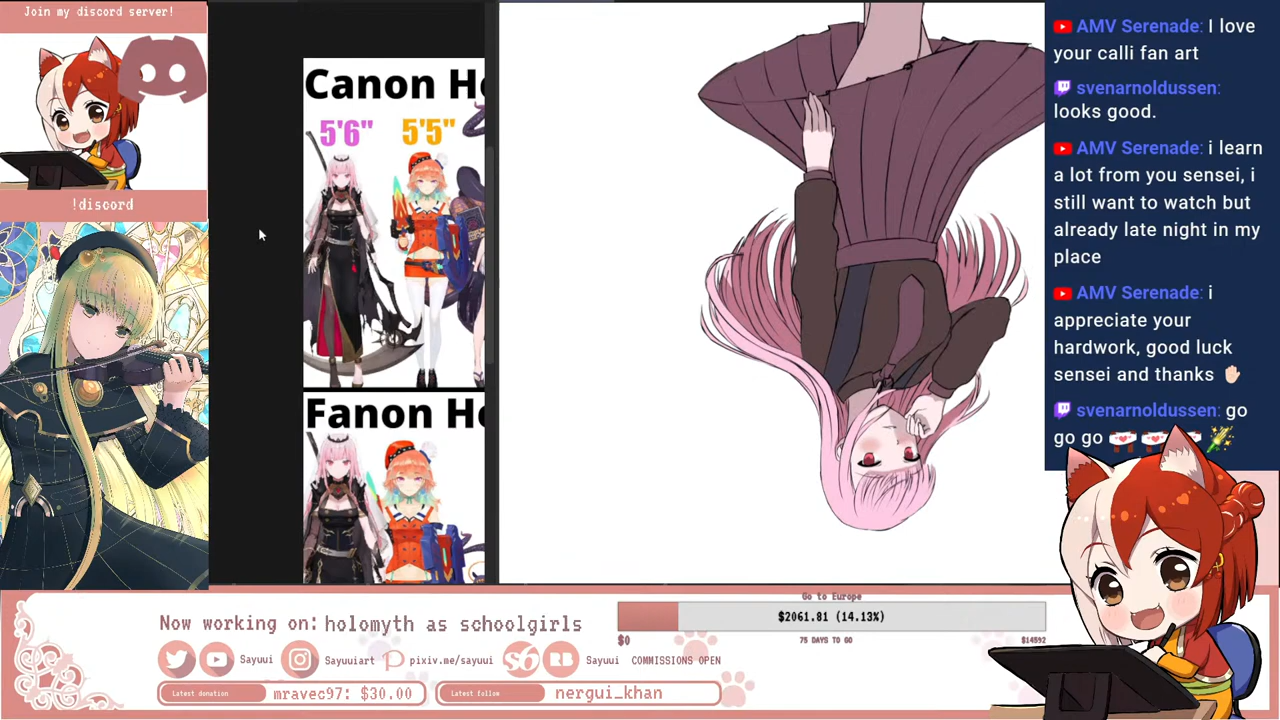 Join my discord server!
!discord
Canon He
5'6" 5'5"
Fanon He
AMV Serenade: I love
your calli fan art
svenarnoldussen:
looks good.
AMV Serenade: i learn
a lot from you sensei, i
still want to watch but
already late night in my
place
AMV Serenade: i
appreciate your
hardwork, good luck
sensei and thanks
svenarnoldussen: go
go go
Now working on: holomyth as schoolgirls
Sayuui Sayuuiart pixiv.me/sayuui S6 RB Sayuui COMMISSIONS OPEN
Latest donation mravec97: $30.00 Latest follow nergui_khan
Go to Europe
$2061.81 (14.13%)
$0 75 DAYS TO GO $14592